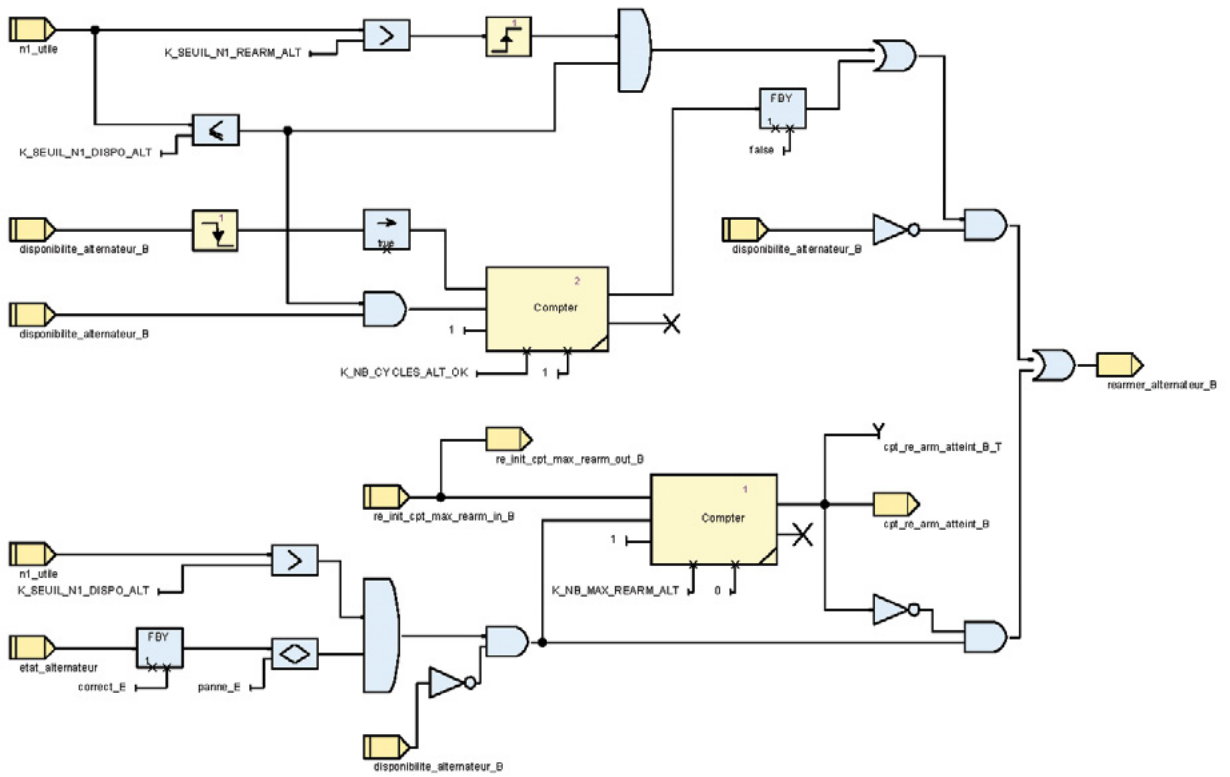 n1_utile
K_SEUIL_N1_REARM_ALT
>
1
FBY
1
false
K_SEUIL_N1_DISPO_ALT
≤
disponibilite_alternateur_B
1
true
disponibilite_alternateur_B
disponibilite_alternateur_B
2
Compter
1
K_NB_CYCLES_ALT_OK
1
rearmer_alternateur_B
re_init_cpt_max_rearm_out_B
cpt_re_arm_atteint_B_T
re_init_cpt_max_rearm_in_B
1
Compter
cpt_re_arm_atteint_B
1
n1_utile
>
K_SEUIL_N1_DISPO_ALT
K_NB_MAX_REARM_ALT
0
etat_alternateur
FBY
1
correct_E
panne_E
<>
disponibilite_alternateur_B